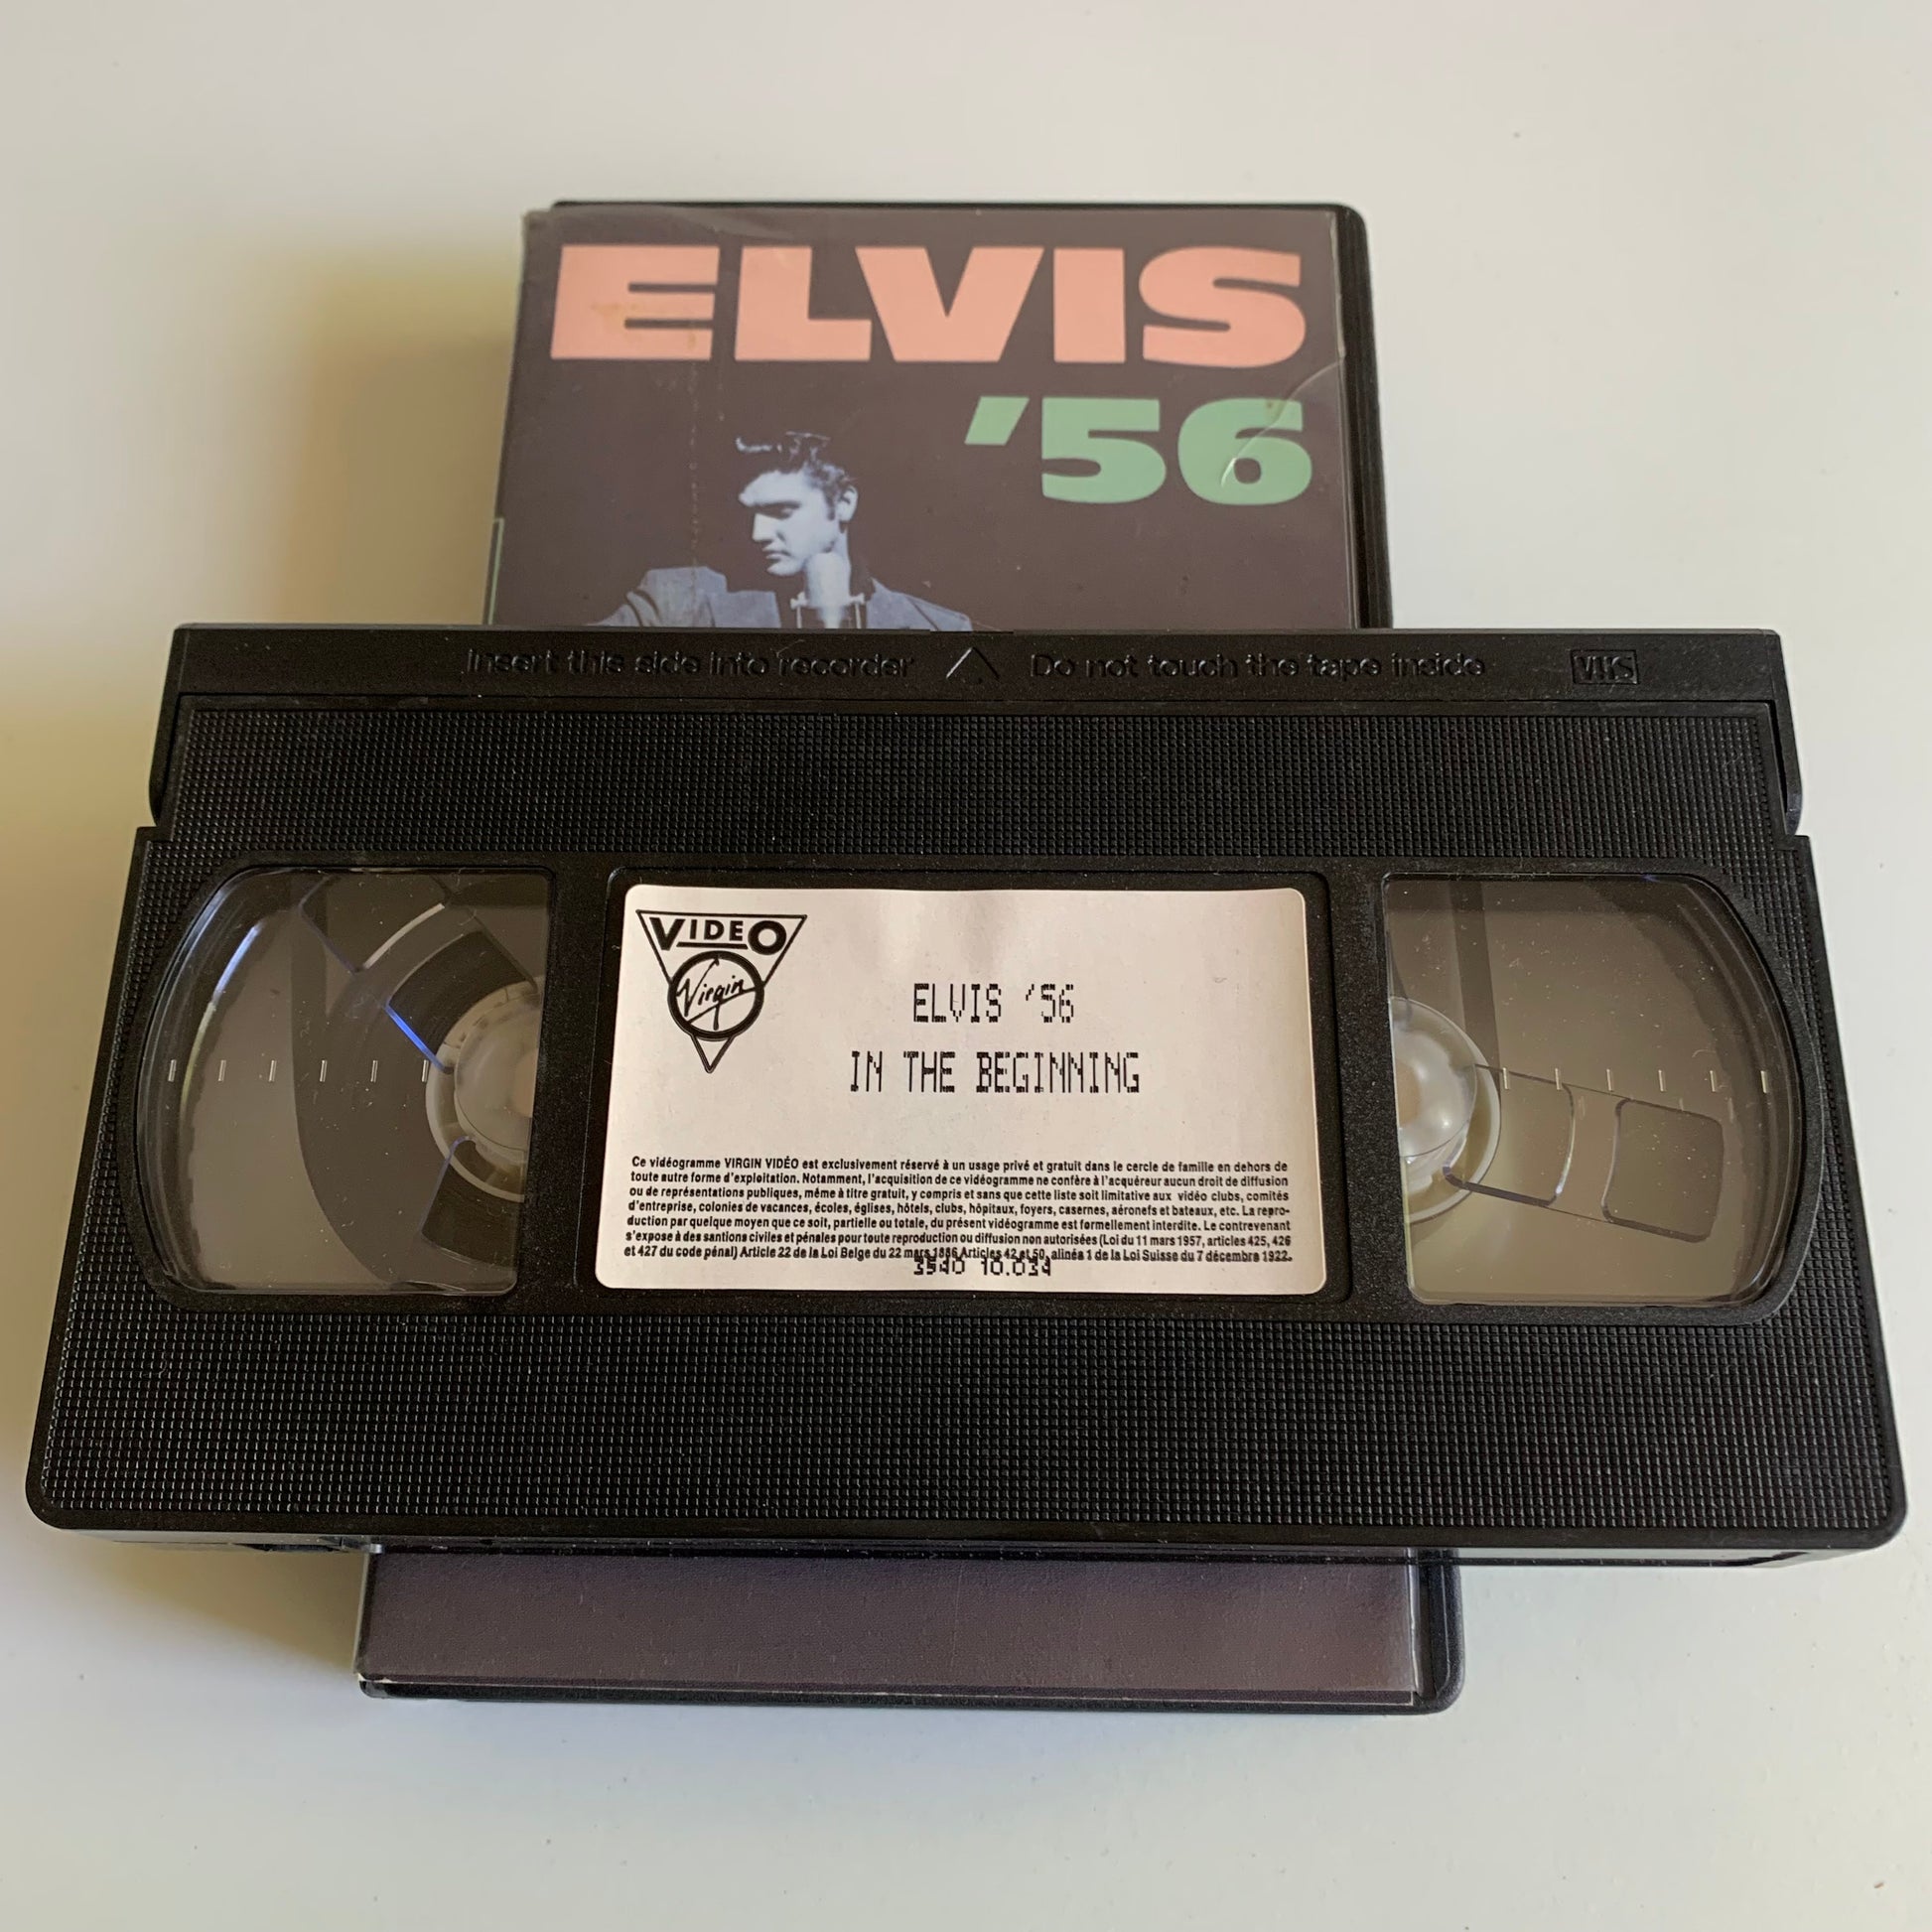 ELVIS
'56
Insert this side into recorder
Do not touch the tape inside
VHS
VIDEO
Virgin
ELVIS '56
IN THE BEGINNING
Ce vidéogramme VIRGIN VIDÉO est exclusivement réservé à un usage privé et gratuit dans le cercle de famille en dehors de
toute autre forme d'exploitation. Notamment, l'acquisition de ce vidéogramme ne confère à l'acquéreur aucun droit de diffusion
ou de représentations publiques, même à titre gratuit, y compris et sans que cette liste soit limitative aux vidéo clubs, comités
d'entreprise, colonies de vacances, écoles, églises, hôtels, clubs, hôpitaux, foyers, casernes, aéronefs et bateaux, etc. La repro-
duction par quelque moyen que ce soit, partielle ou totale, du présent vidéogramme est formellement interdite. Le contrevenant
s'expose à des santions civiles et pénales pour toute reproduction ou diffusion non autorisées (Loi du 11 mars 1957, articles 425, 426
et 427 du code pénal) Article 22 de la Loi Belge du 22 mars 1886 Articles 42 et 50, alinéa 1 de la Loi Suisse du 7 décembre 1922.
3540 10.034